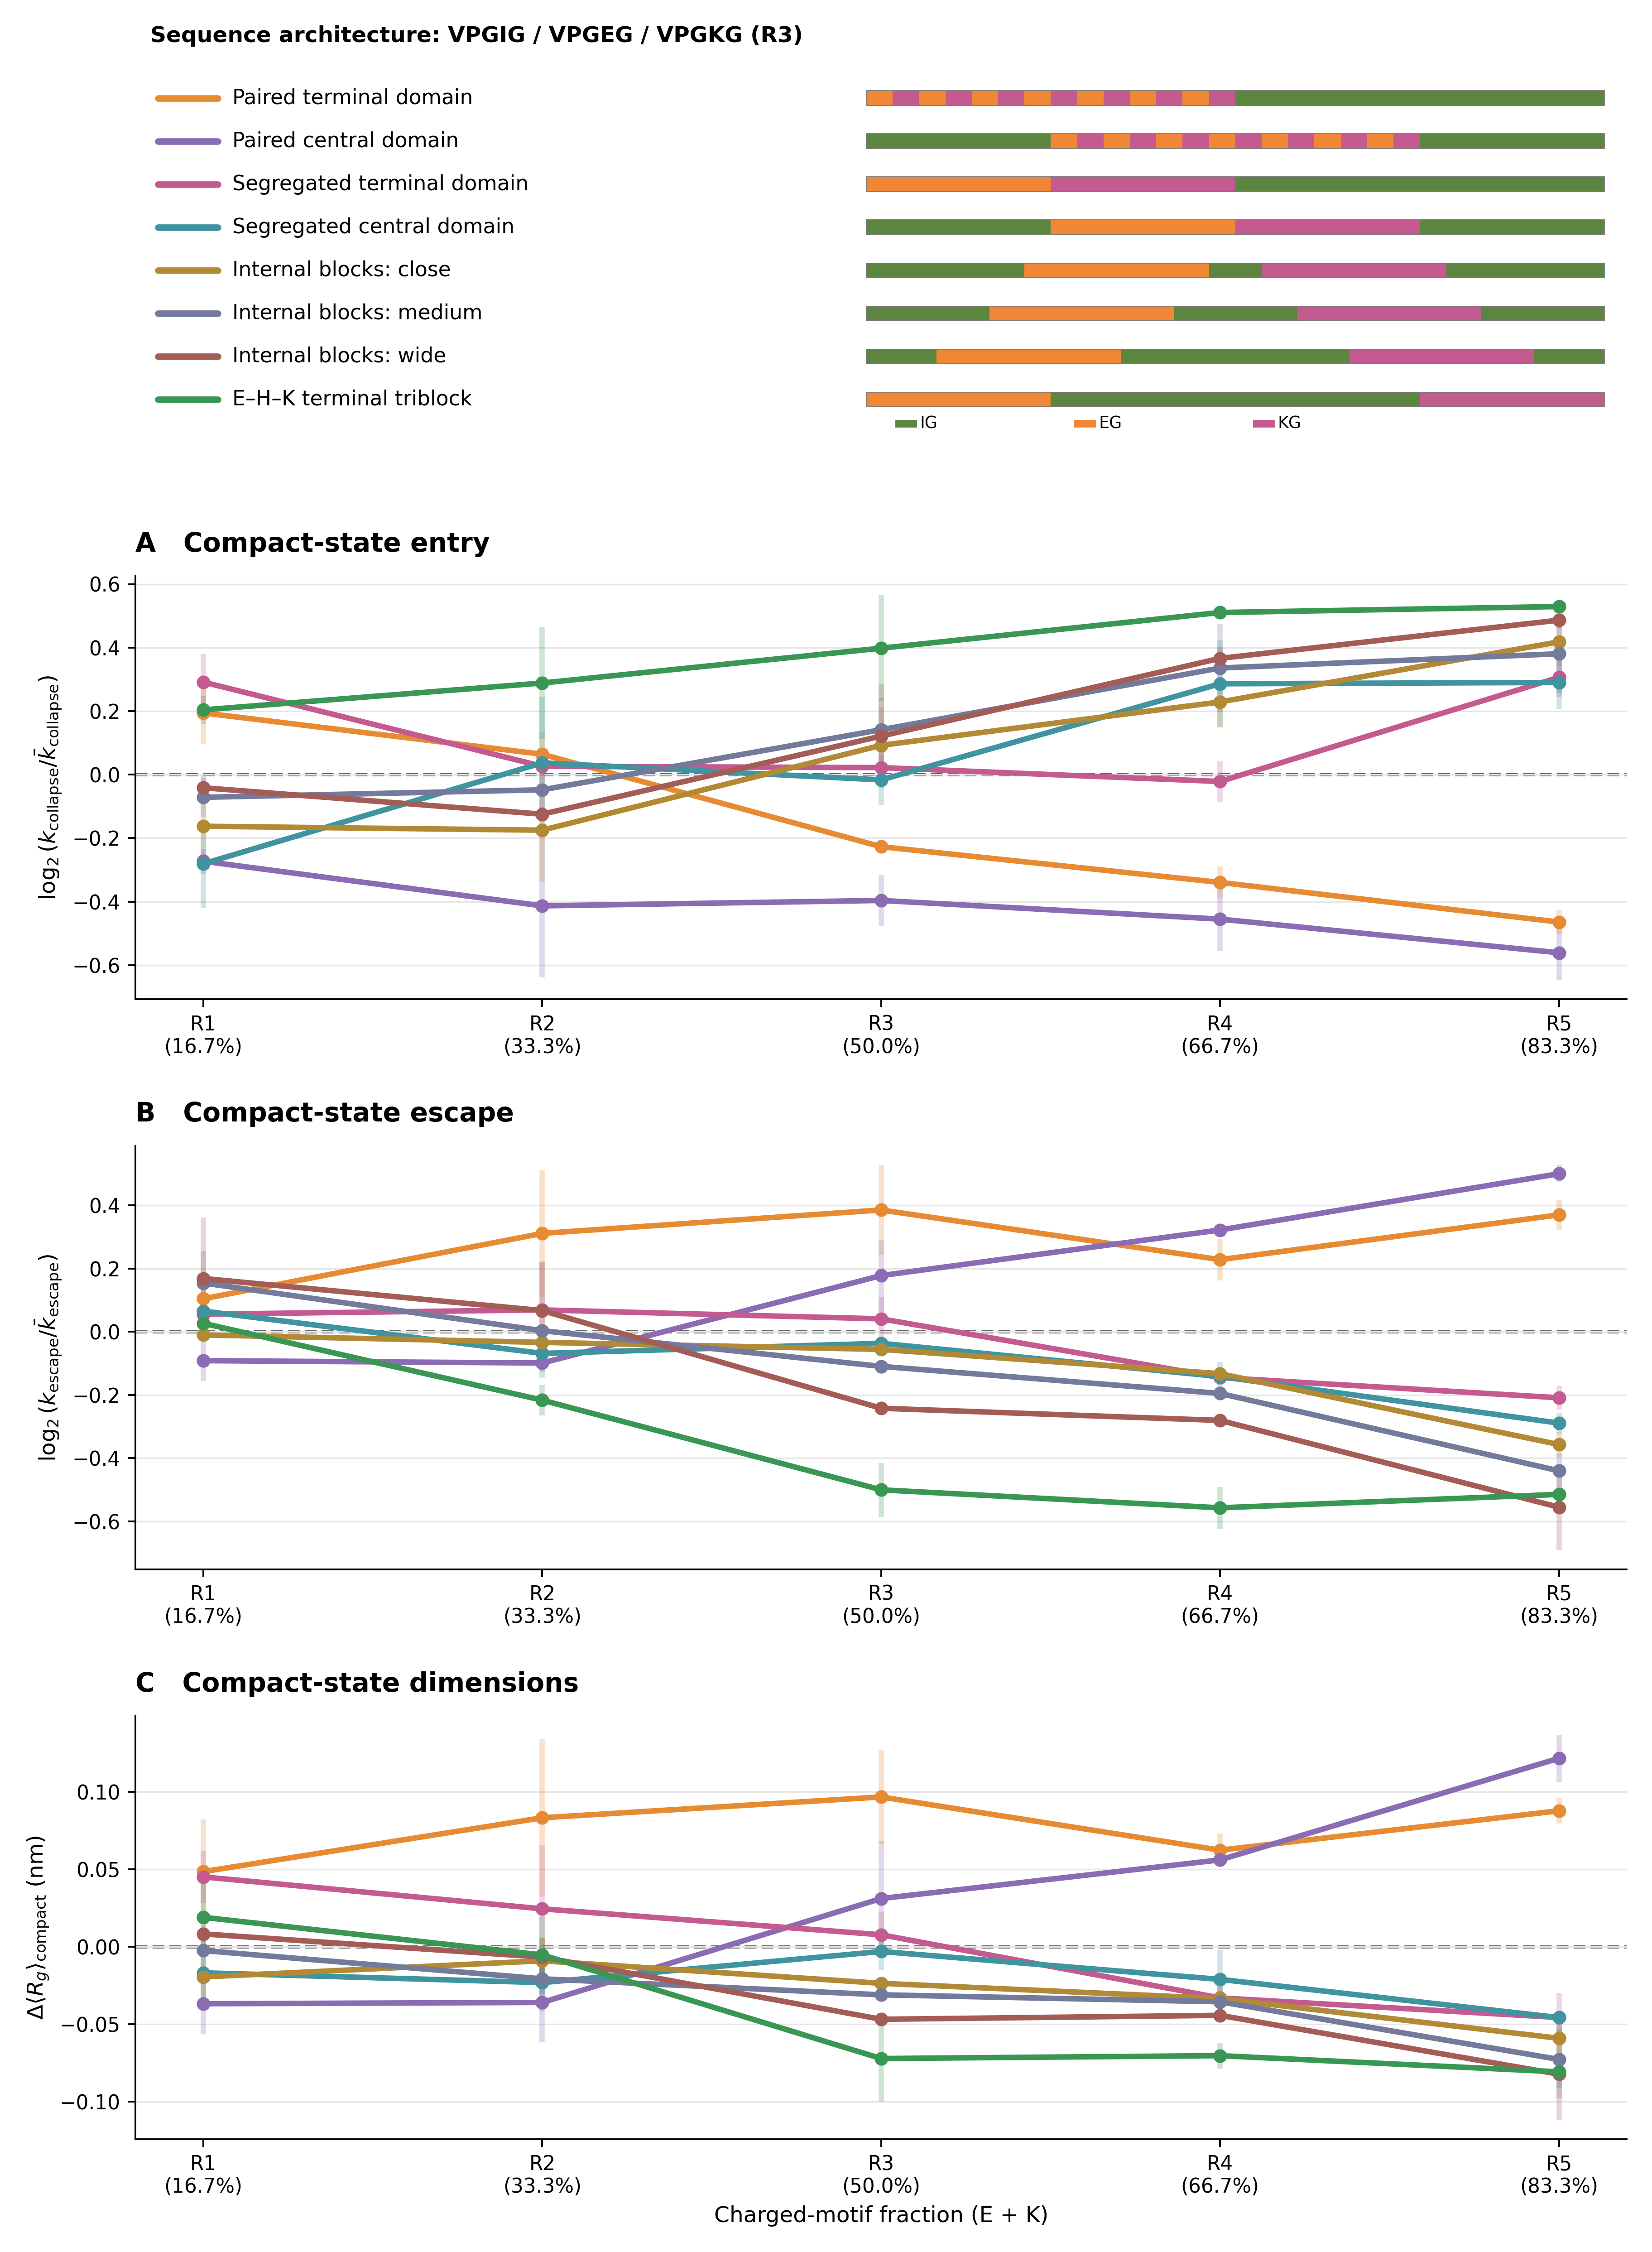 Sequence architecture: VPGIG / VPGEG / VPGKG (R3)
Paired terminal domain
Paired central domain
Segregated terminal domain
Segregated central domain
Internal blocks: close
Internal blocks: medium
Internal blocks: wide
E–H–K terminal triblock
IG EG KG
A Compact-state entry
log₂ (k_collapse/k̄_collapse)
0.6
0.4
0.2
0.0
−0.2
−0.4
−0.6
R1 R2 R3 R4 R5
(16.7%) (33.3%) (50.0%) (66.7%) (83.3%)
B Compact-state escape
log₂ (k_escape/k̄_escape)
0.4
0.2
0.0
−0.2
−0.4
−0.6
R1 R2 R3 R4 R5
(16.7%) (33.3%) (50.0%) (66.7%) (83.3%)
C Compact-state dimensions
Δ⟨R_g⟩_compact (nm)
0.10
0.05
0.00
−0.05
−0.10
R1 R2 R3 R4 R5
(16.7%) (33.3%) (50.0%) (66.7%) (83.3%)
Charged-motif fraction (E + K)